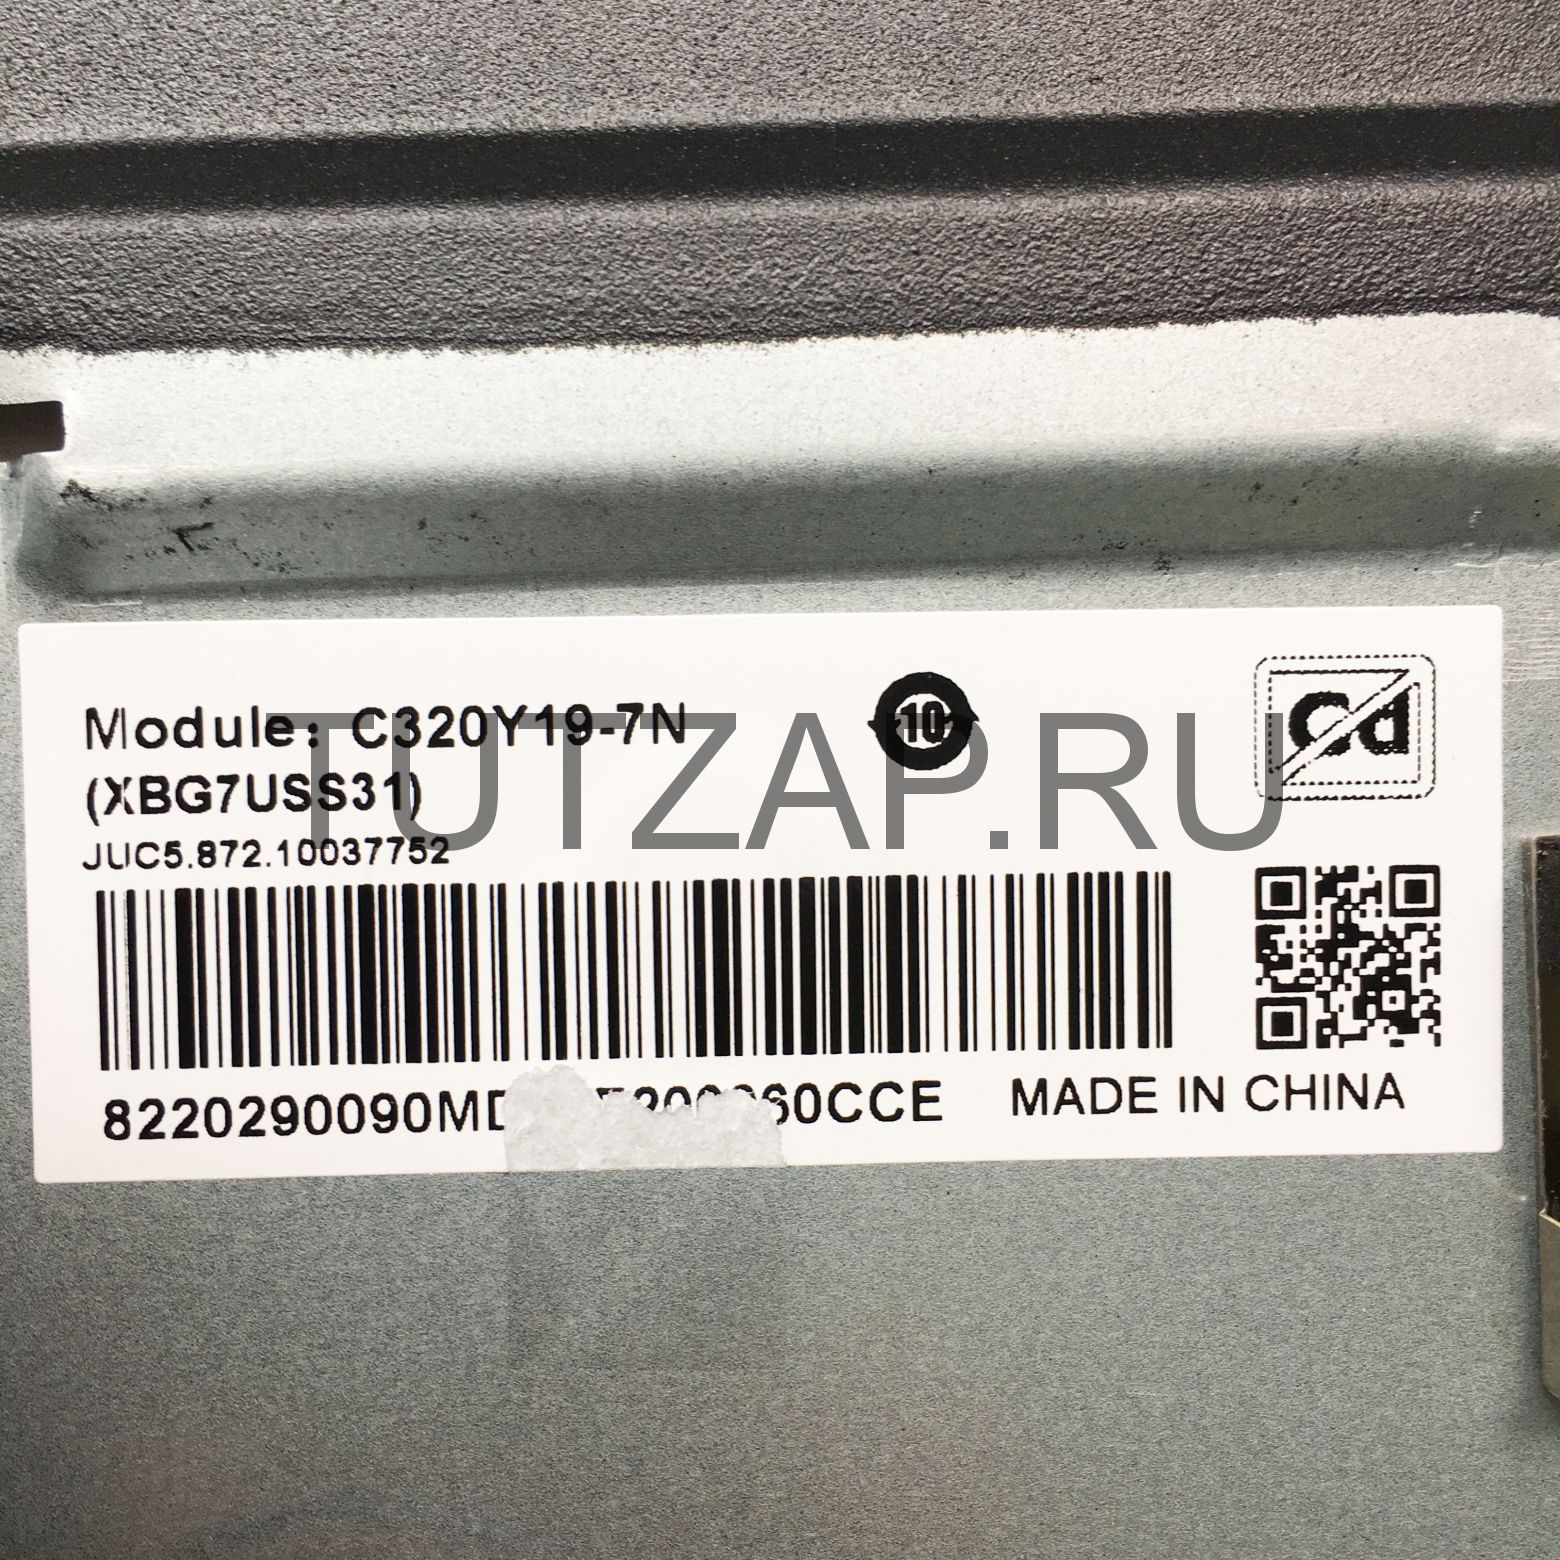 Module: C320Y19-7N
10
Cd
(XBG7USS31)
TUTZAP.RU
JUC5.872.10037752
MADE IN CHINA